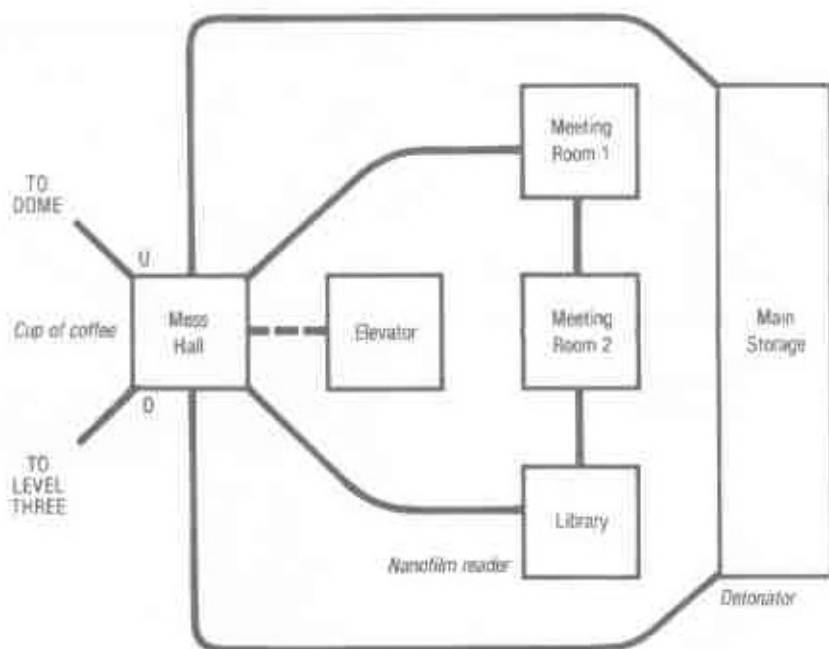 Meeting
Room 1
TO
DOME
U
Cup of coffee
Mess
Hall
Elevator
Meeting
Room 2
Main
Storage
D
TO
LEVEL
THREE
Library
Nanofilm reader
Detonator